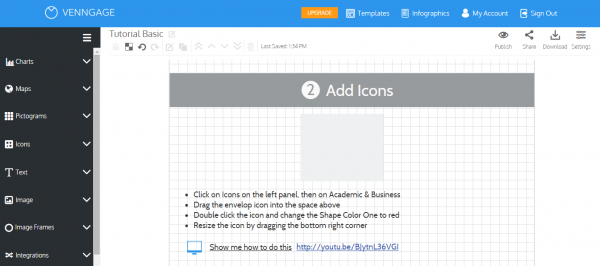 VENNGAGE
UPGRADE Templates Infographics My Account Sign Out
Tutorial Basic
Last Saved: 1:56 PM
Publish Share Download Settings
Charts
Maps
Pictograms
Icons
Text
Image
Image Frames
Integrations
2 Add Icons
Click on Icons on the left panel, then on Academic & Business
Drag the envelop icon into the space above
Double click the icon and change the Shape Color One to red
Resize the icon by dragging the bottom right corner
Show me how to do this http://youtu.be/BJytnL36VGI